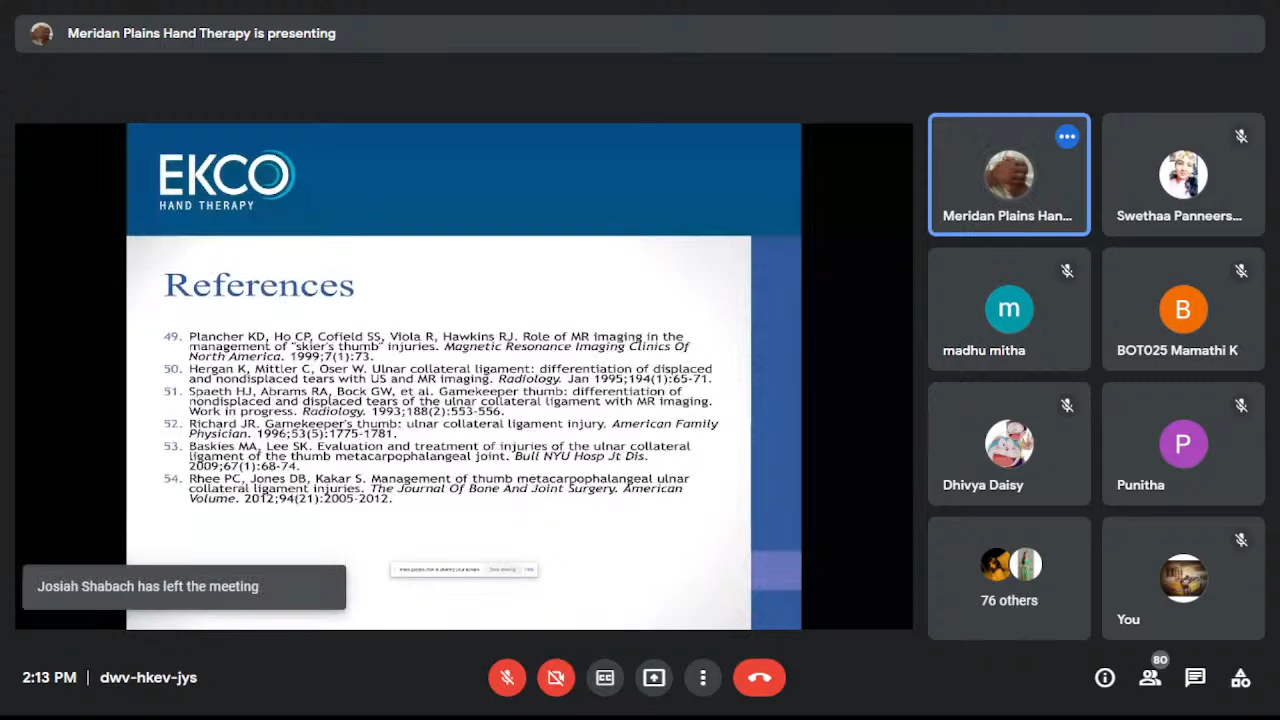 Meridan Plains Hand Therapy is presenting
EKCO
HAND THERAPY
References
49. Plancher KD, Ho CP, Cofield SS, Viola R, Hawkins RJ. Role of MR imaging in the
management of "skier's thumb" injuries. Magnetic Resonance Imaging Clinics Of
North America. 1999;7(1):73.
50. Hergan K, Mittler C, Oser W. Ulnar collateral ligament: differentiation of displaced
and nondisplaced tears with US and MR imaging. Radiology. Jan 1995;194(1):65-71.
51. Spaeth HJ, Abrams RA, Bock GW, et al. Gamekeeper thumb: differentiation of
nondisplaced and displaced tears of the ulnar collateral ligament with MR imaging.
Work in progress. Radiology. 1993;188(2):553-556.
52. Richard JR. Gamekeeper's thumb: ulnar collateral ligament injury. American Family
Physician. 1996;53(5):1775-1781.
53. Baskies MA, Lee SK. Evaluation and treatment of injuries of the ulnar collateral
ligament of the thumb metacarpophalangeal joint. Bull NYU Hosp Jt Dis.
2009;67(1):68-74.
54. Rhee PC, Jones DB, Kakar S. Management of thumb metacarpophalangeal ulnar
collateral ligament injuries. The Journal Of Bone And Joint Surgery. American
Volume. 2012;94(21):2005-2012.
Josiah Shabach has left the meeting
Meridan Plains Han...
Swethaa Panneers...
m
madhu mitha
B
BOT025 Mamathi K
Dhivya Daisy
P
Punitha
76 others
You
2:13 PM | dwv-hkev-jys
CC
80